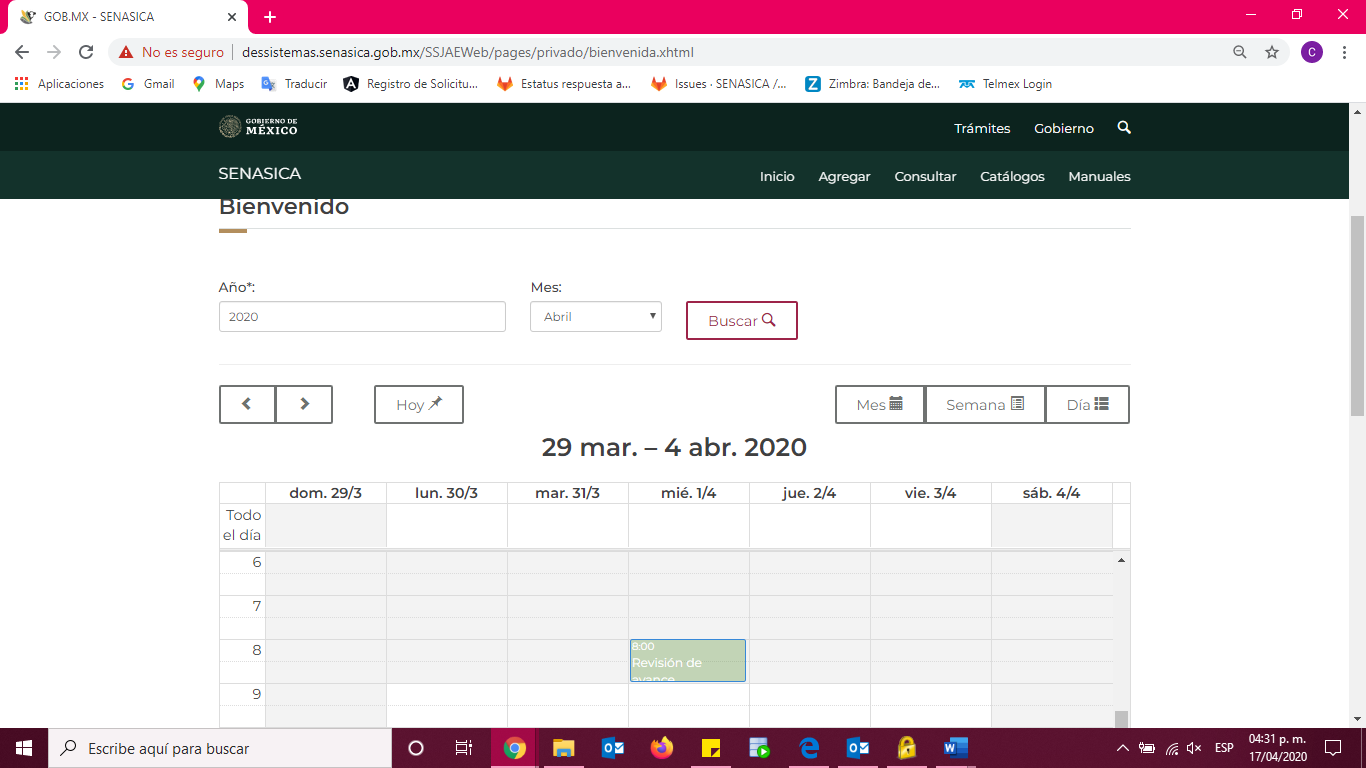 GOB.MX - SENASICA
No es seguro
dessistemas.senasica.gob.mx/SSJAEWeb/pages/privado/bienvenida.xhtml
C
Aplicaciones
Gmail
Maps
Traducir
Registro de Solicitu...
Estatus respuesta a...
Issues · SENASICA /...
Zimbra: Bandeja de...
Telmex Login
GOBIERNO DE
MÉXICO
Trámites
Gobierno
SENASICA
Inicio
Agregar
Consultar
Catálogos
Manuales
Bienvenido
Año*:
Mes:
2020
Abril
Buscar
Hoy
Mes
Semana
Día
29 mar. – 4 abr. 2020
dom. 29/3
lun. 30/3
mar. 31/3
mié. 1/4
jue. 2/4
vie. 3/4
sáb. 4/4
Todo
el día
6
7
8
8:00
Revisión de
avance
9
Escribe aquí para buscar
ESP
04:31 p. m.
17/04/2020